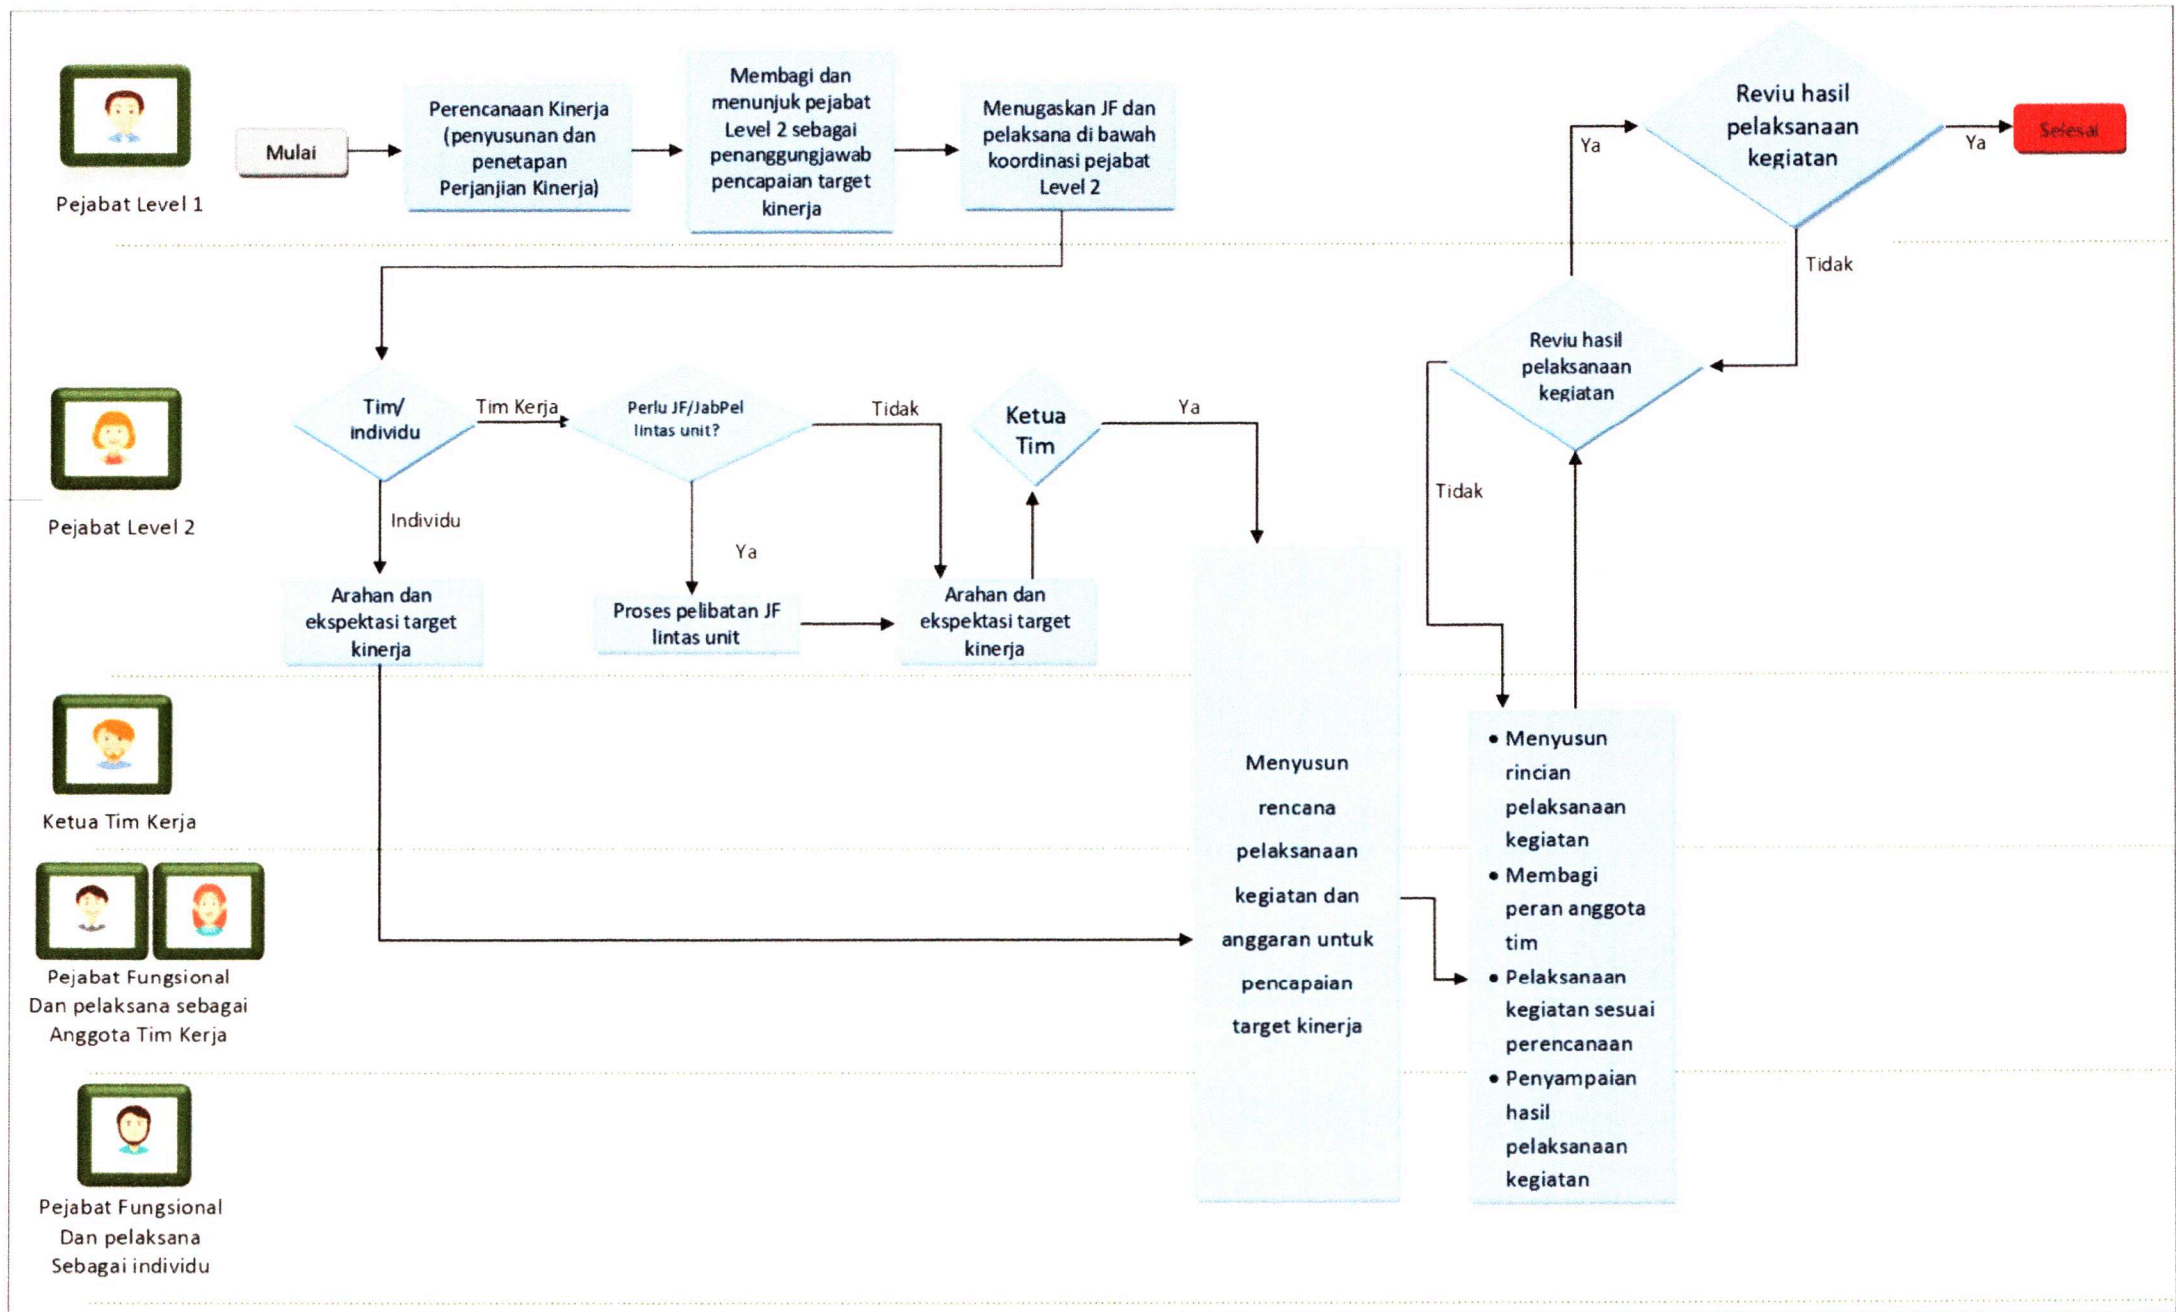 Pejabat Level 1
Mulai
Perencanaan Kinerja
(penyusunan dan
penetapan
Perjanjian Kinerja)
Membagi dan
menunjuk pejabat
Level 2 sebagai
penanggungjawab
pencapaian target
kinerja
Menugaskan JF dan
pelaksana di bawah
koordinasi pejabat
Level 2
Reviu hasil
pelaksanaan
kegiatan
Ya
Selesai
Ya
Tidak
Pejabat Level 2
Tim/
individu
Tim Kerja
Individu
Perlu JF/JabPel
lintas unit?
Tidak
Ya
Ketua
Tim
Ya
Reviu hasil
pelaksanaan
kegiatan
Tidak
Arahan dan
ekspektasi target
kinerja
Proses pelibatan JF
lintas unit
Arahan dan
ekspektasi target
kinerja
Ketua Tim Kerja
Pejabat Fungsional
Dan pelaksana sebagai
Anggota Tim Kerja
Pejabat Fungsional
Dan pelaksana
Sebagai individu
Menyusun
rencana
pelaksanaan
kegiatan dan
anggaran untuk
pencapaian
target kinerja
• Menyusun
rincian
pelaksanaan
kegiatan
• Membagi
peran anggota
tim
• Pelaksanaan
kegiatan sesuai
perencanaan
• Penyampaian
hasil
pelaksanaan
kegiatan